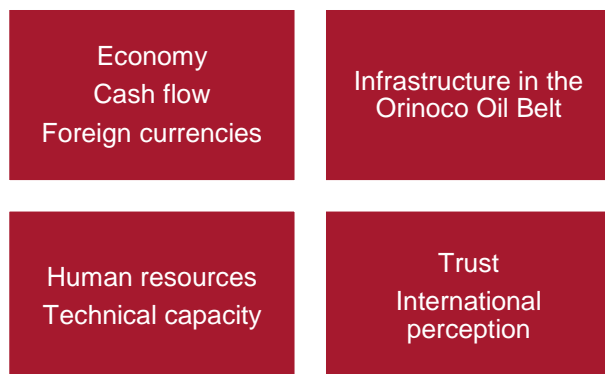 Economy
Cash flow
Foreign currencies
Infrastructure in the
Orinoco Oil Belt
Human resources
Technical capacity
Trust
International
perception